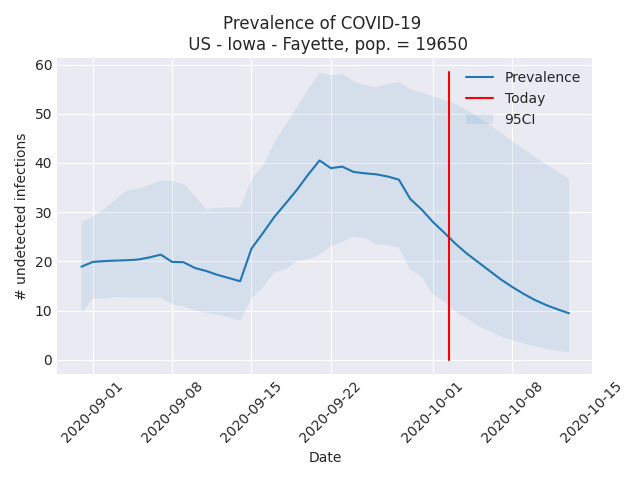 Prevalence of COVID-19
US - Iowa - Fayette, pop. = 19650
60
50
40
30
20
10
0
# undetected infections
Prevalence
Today
95CI
2020-09-01
2020-09-08
2020-09-15
2020-09-22
2020-10-01
2020-10-08
2020-10-15
Date